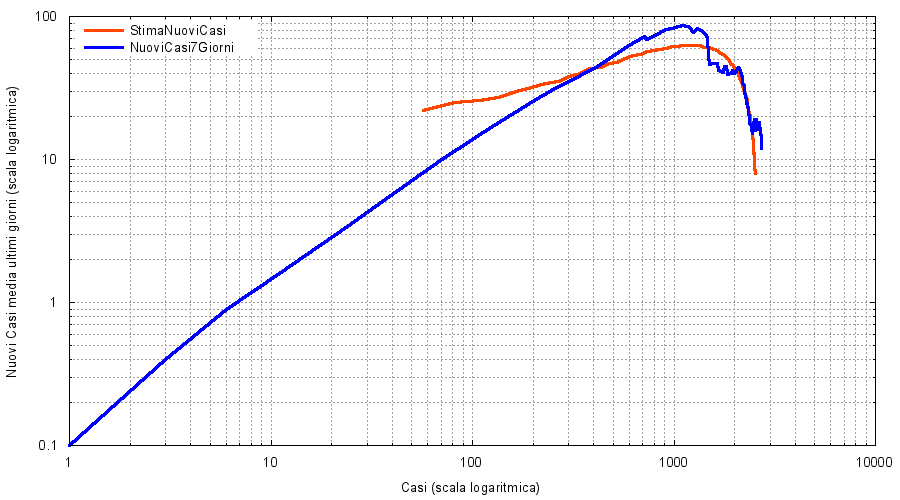 100
StimaNuoviCasi
NuoviCasi7Giorni
10
1
0.1
Nuovi Casi media ultimi giorni (scala logaritmica)
1 10 100 1000 10000
Casi (scala logaritmica)